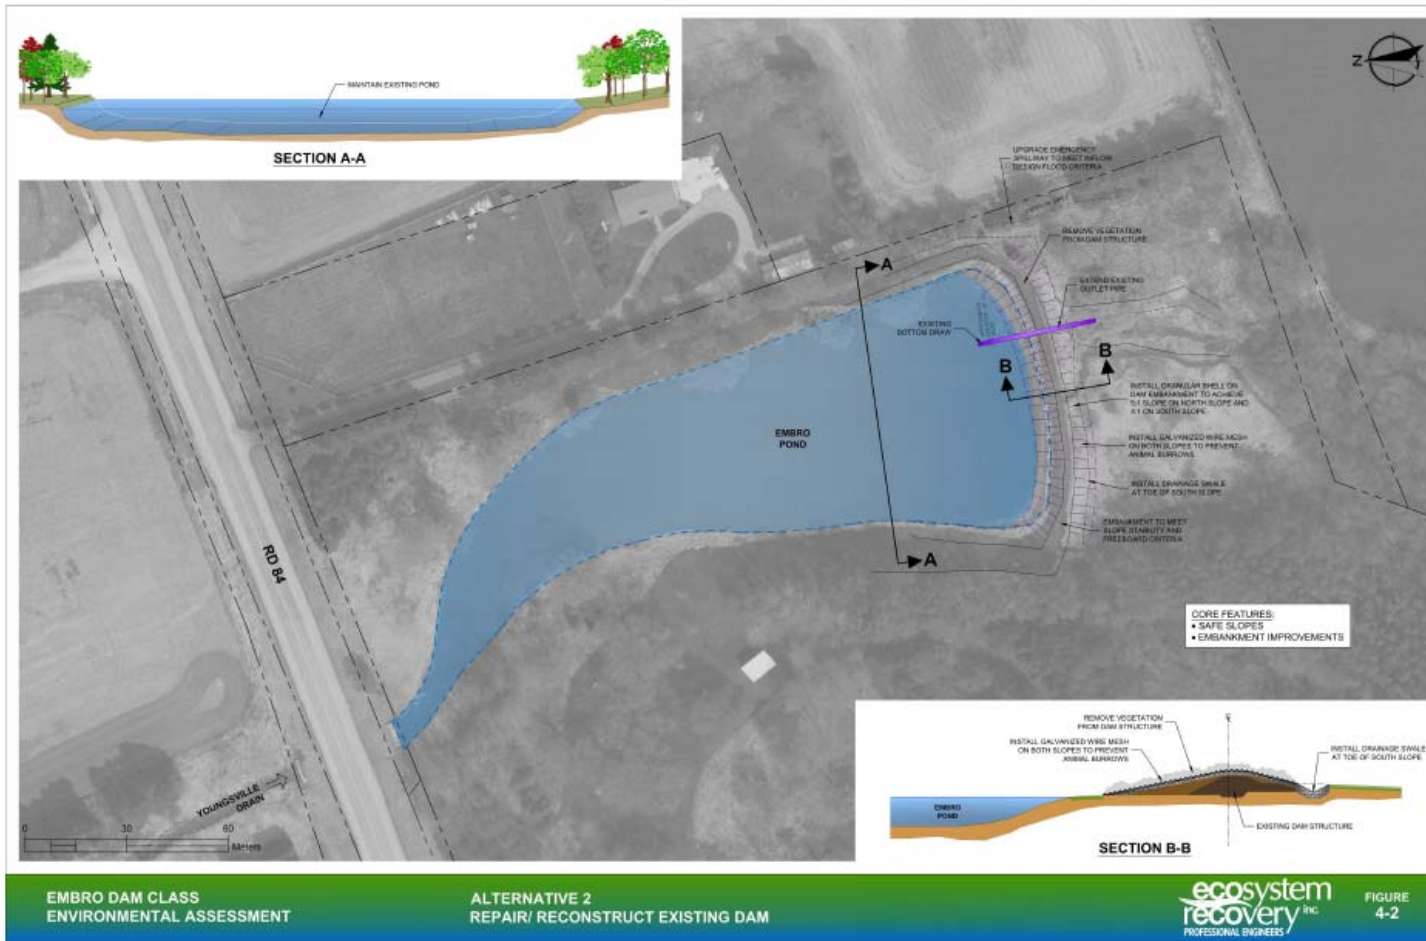 MAINTAIN EXISTING POND
SECTION A-A
Z
UPGRADE EMERGENCY
SPILLWAY TO MEET INFLOW
DESIGN FLOOD CRITERIA
REMOVE VEGETATION
FROM DAM STRUCTURE
A
EXTEND EXISTING
OUTLET PIPE
EXISTING
BOTTOM DRAW
B
B
INSTALL GRANULAR SHELL ON
DAM EMBANKMENT TO ACHIEVE
SLOPE ON NORTH SLOPE AND
ON SOUTH SLOPE
EMBRO
POND
INSTALL GALVANIZED WIRE MESH
ON BOTH SLOPES TO PREVENT
ANIMAL BURROWS
INSTALL DRAINAGE SWALE
AT TOE OF SOUTH SLOPE
EMBANKMENT TO MEET
SLOPE STABILITY AND
FREEBOARD CRITERIA
A
RD 84
CORE FEATURES:
• SAFE SLOPES
• EMBANKMENT IMPROVEMENTS
YOUNGSVILLE
DRAIN
0 30 60
Meters
REMOVE VEGETATION
FROM DAM STRUCTURE
INSTALL GALVANIZED WIRE MESH
ON BOTH SLOPES TO PREVENT
ANIMAL BURROWS
INSTALL DRAINAGE SWALE
AT TOE OF SOUTH SLOPE
EMBRO
POND
EXISTING DAM STRUCTURE
SECTION B-B
EMBRO DAM CLASS
ENVIRONMENTAL ASSESSMENT
ALTERNATIVE 2
REPAIR/ RECONSTRUCT EXISTING DAM
ecosystem
recovery inc.
PROFESSIONAL ENGINEERS
FIGURE
4-2